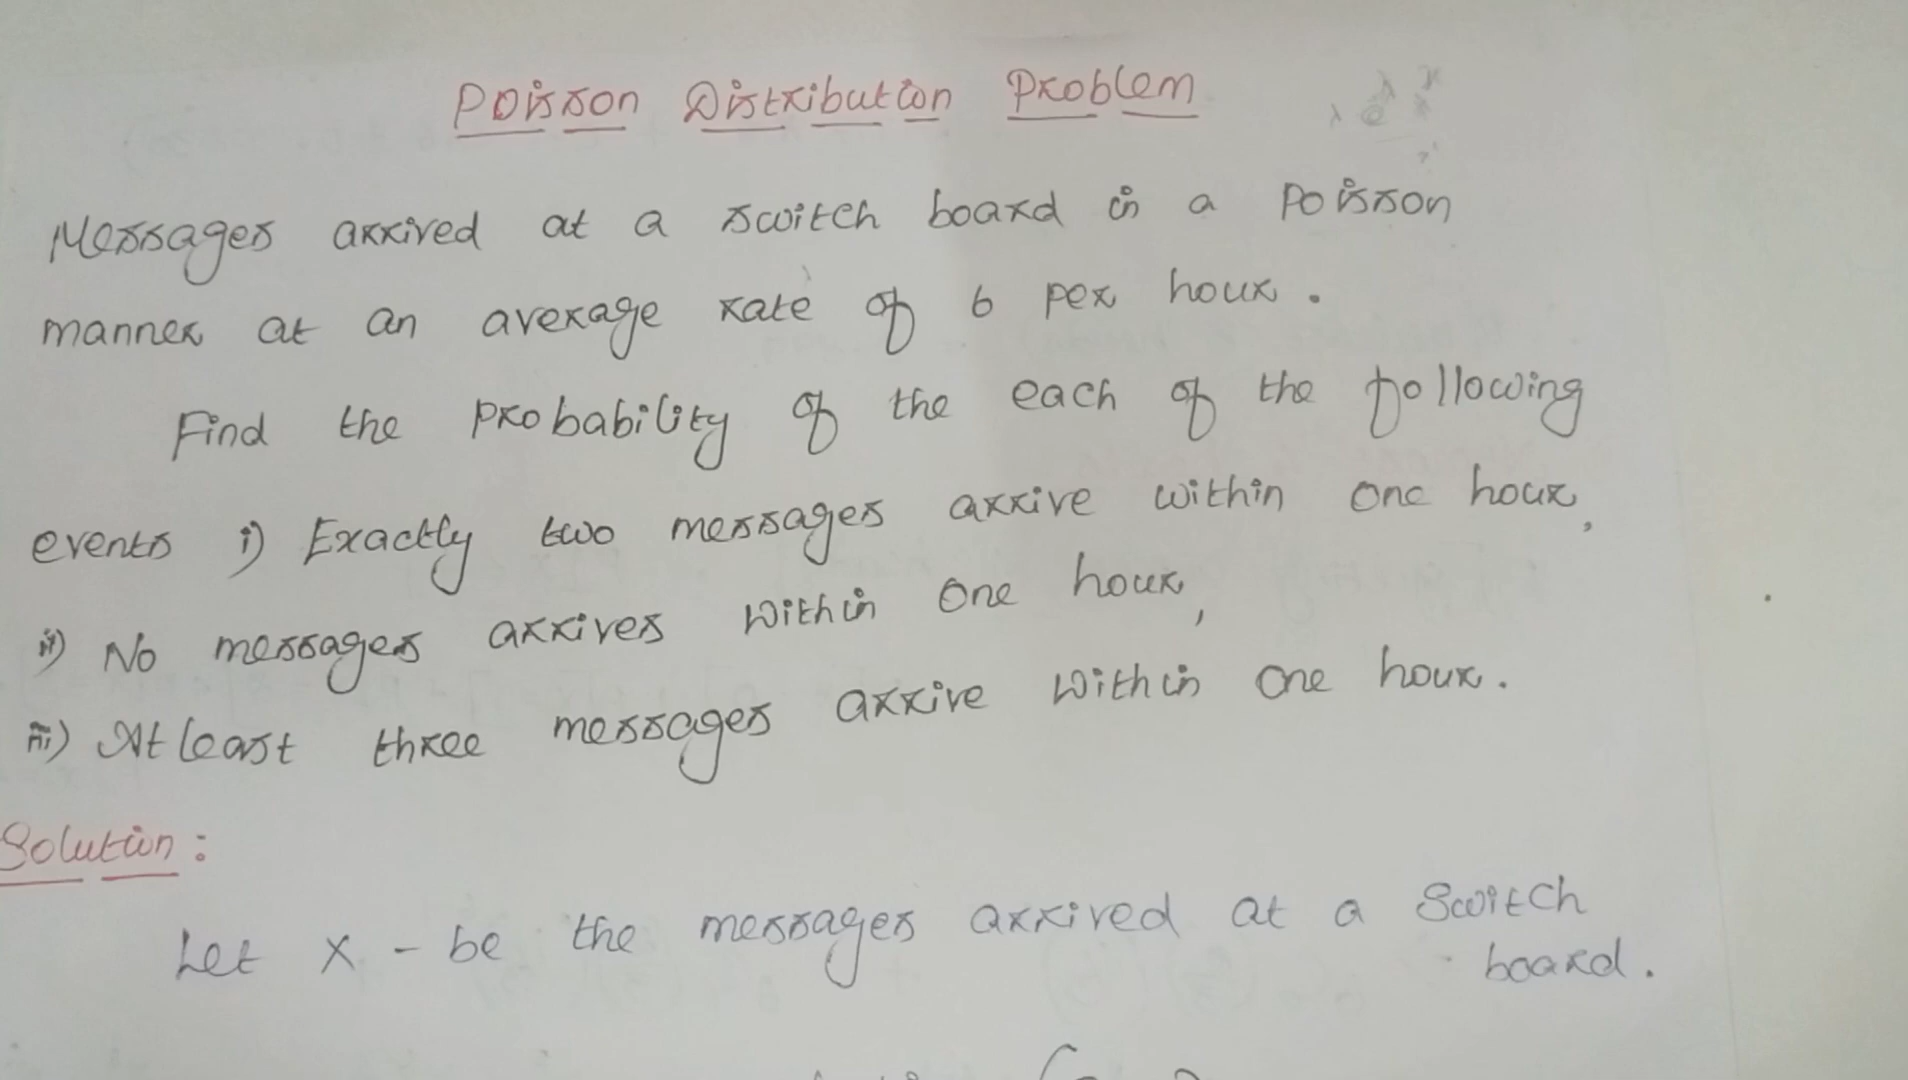 Poisson Distribution Problem
Messages arrived at a switch board in a Poisson
manner at an average rate of 6 per hour.
Find the probability of the each of the following
events i) Exactly two messages arrive within one hour,
ii) No messages arrives within one hour,
iii) At least three messages arrive within one hour.
Solution:
Let X - be the messages arrived at a Switch
board.